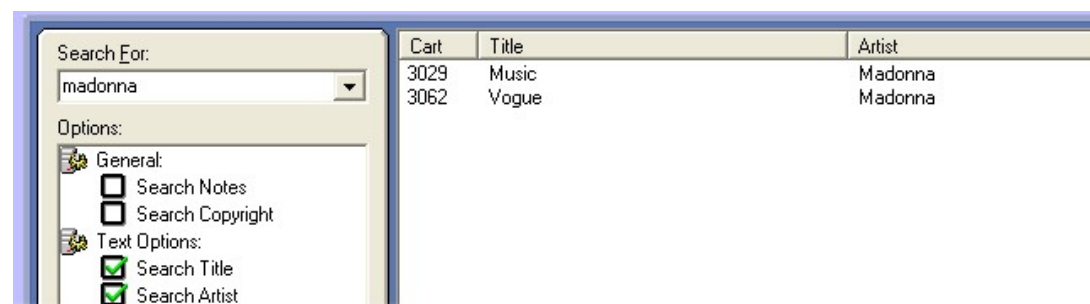 Search For:
madonna
Options:
General:
Search Notes
Search Copyright
Text Options:
Search Title
Search Artist
Cart Title Artist
3029 Music Madonna
3062 Vogue Madonna